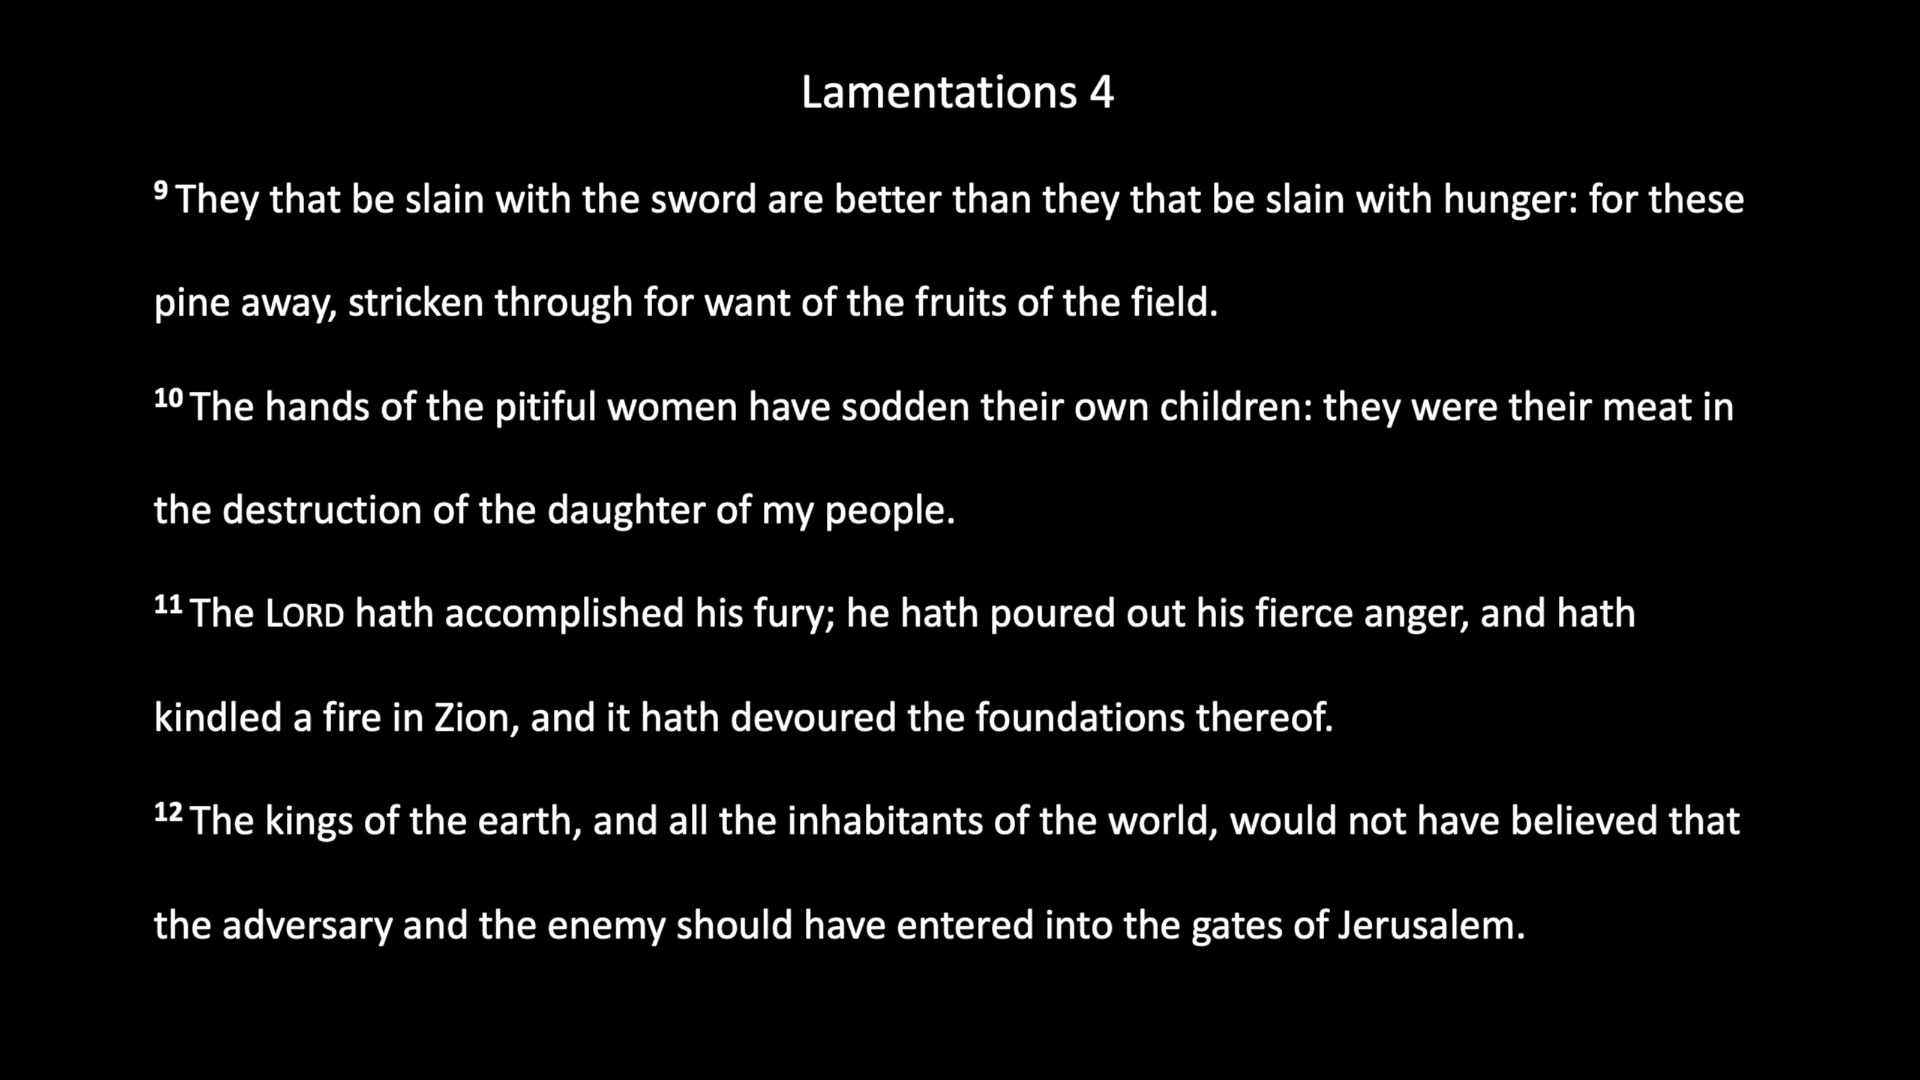 Lamentations 4
9 They that be slain with the sword are better than they that be slain with hunger: for these
pine away, stricken through for want of the fruits of the field.
10 The hands of the pitiful women have sodden their own children: they were their meat in
the destruction of the daughter of my people.
11 The LORD hath accomplished his fury; he hath poured out his fierce anger, and hath
kindled a fire in Zion, and it hath devoured the foundations thereof.
12 The kings of the earth, and all the inhabitants of the world, would not have believed that
the adversary and the enemy should have entered into the gates of Jerusalem.